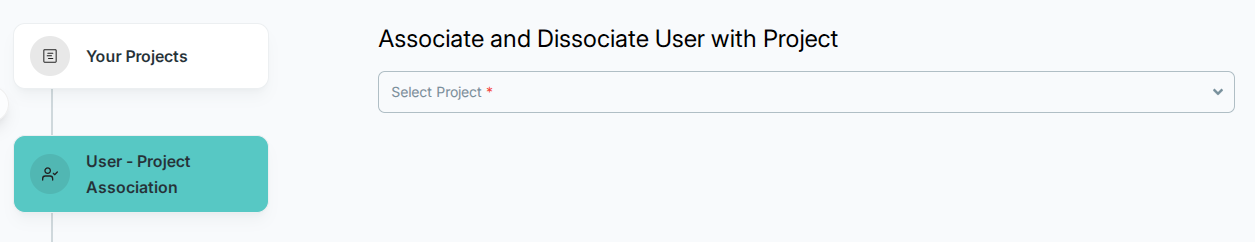 Your Projects
User - Project
Association
Associate and Dissociate User with Project
Select Project *